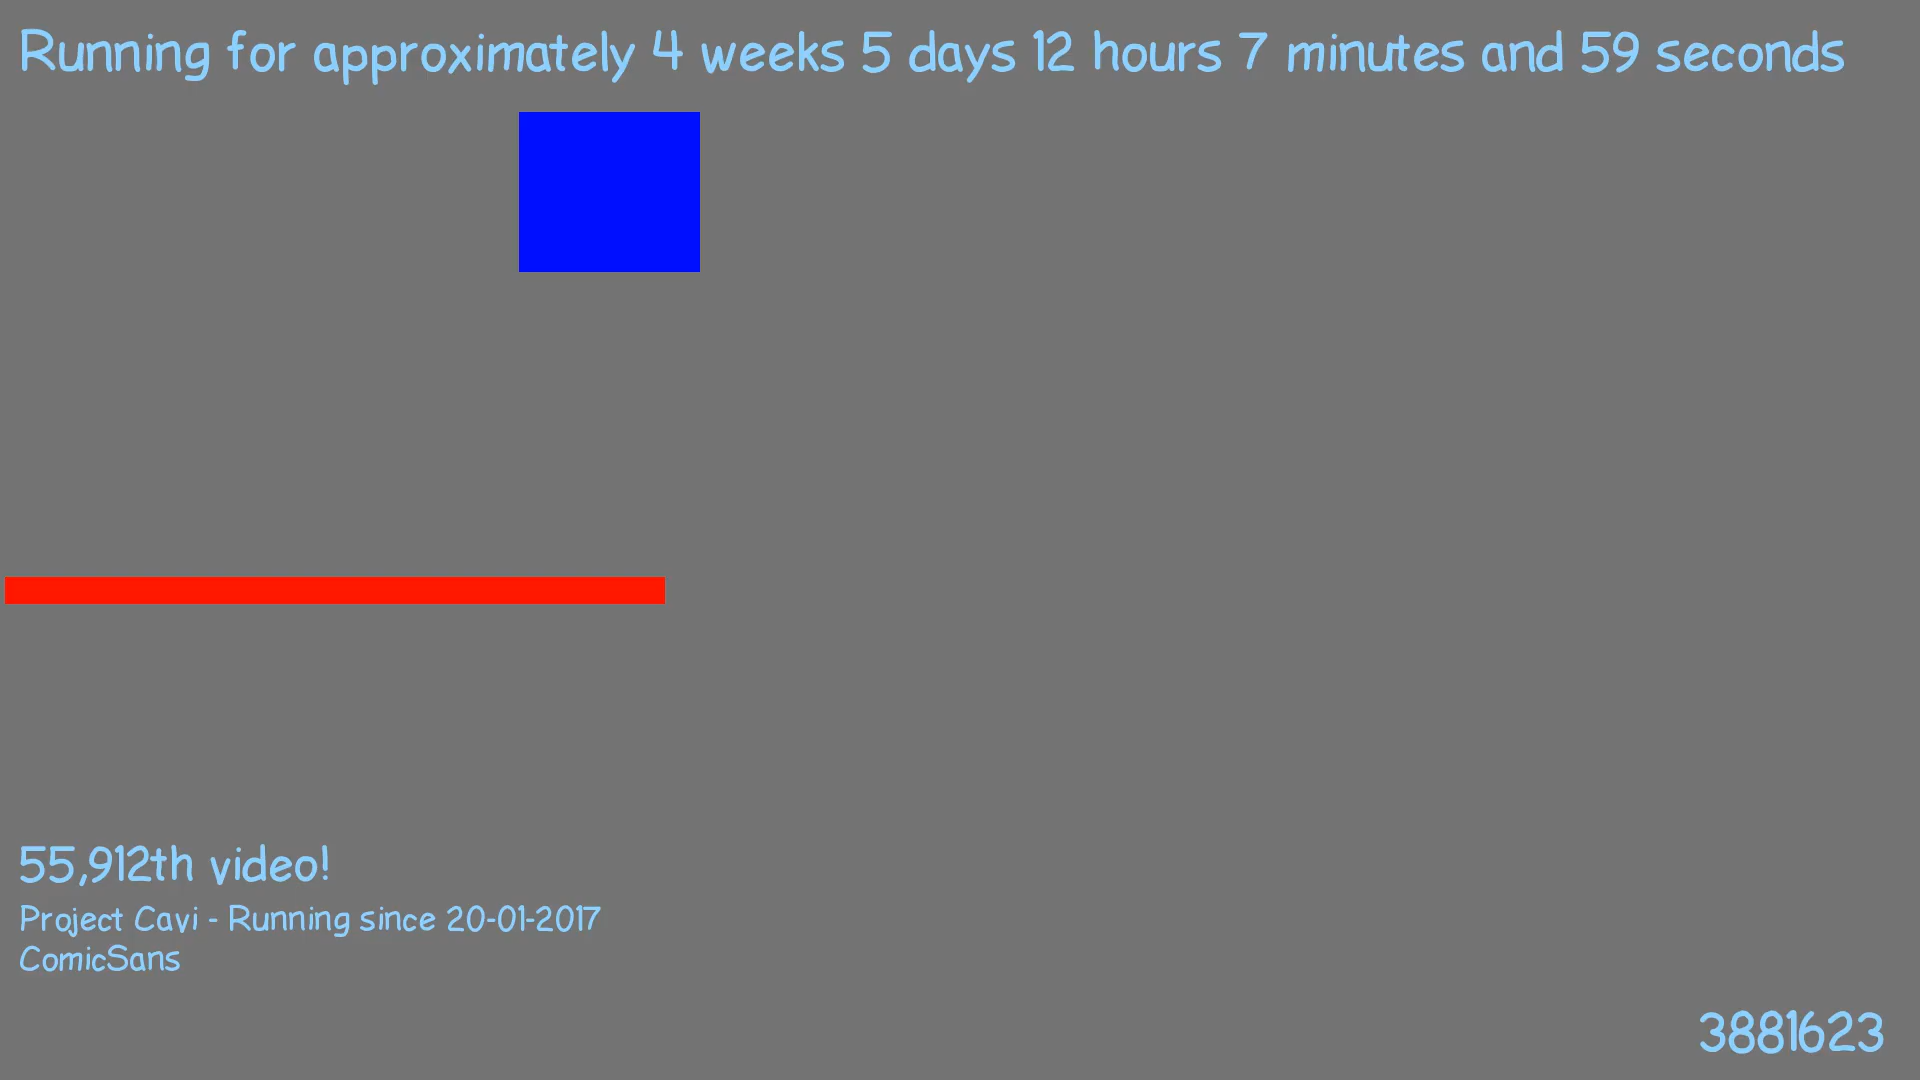 Running for approximately 4 weeks 5 days 12 hours 7 minutes and 59 seconds
55,912th video!
Project Cavi - Running since 20-01-2017
ComicSans
3881623